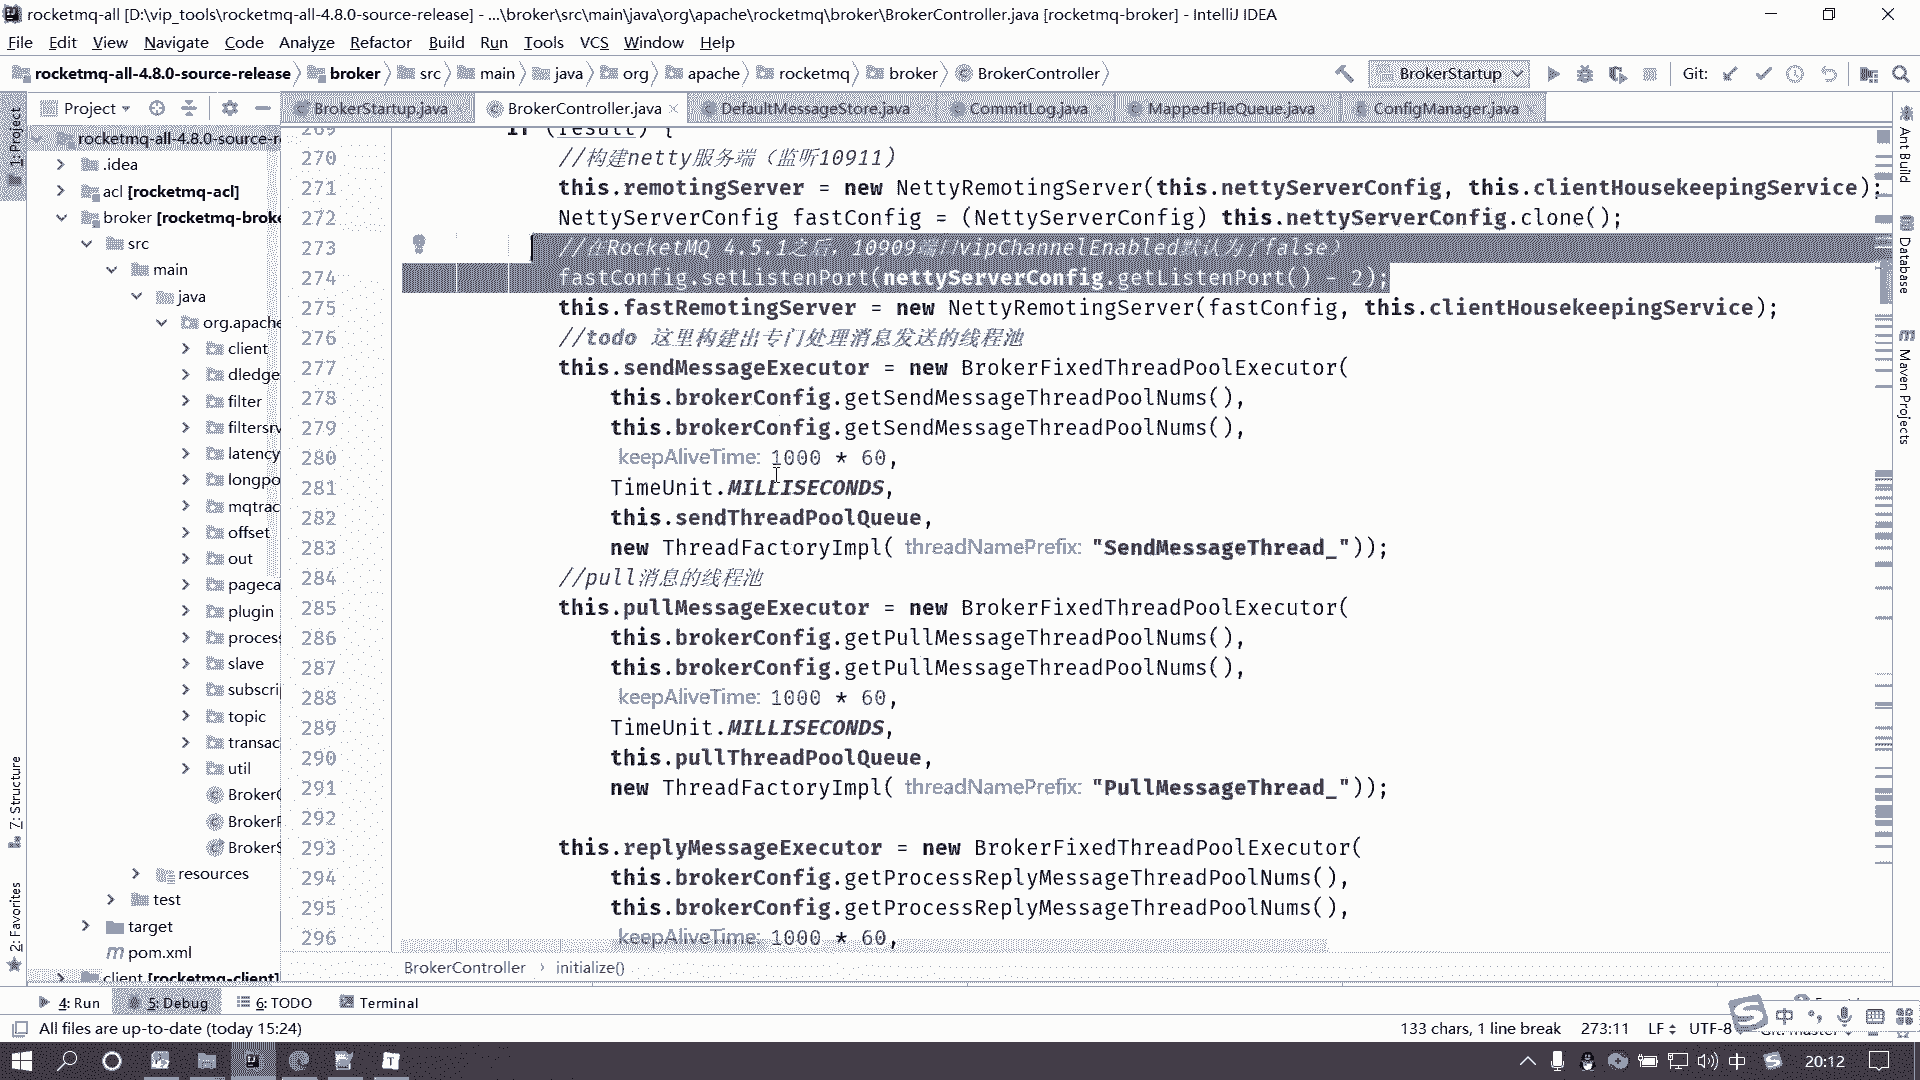 rocketmq-all [D:\vip_tools\rocketmq-all-4.8.0-source-release] - ...\broker\src\main\java\org\apache\rocketmq\broker\BrokerController.java [rocketmq-broker] - IntelliJ IDEA
File Edit View Navigate Code Analyze Refactor Build Run Tools VCS Window Help
rocketmq-all-4.8.0-source-release broker src main java org apache rocketmq broker BrokerController BrokerStartup Git:
Project BrokerStartup.java BrokerController.java DefaultMessageStore.java CommitLog.java MappedFileQueue.java ConfigManager.java
1: Project
7: Structure
2: Favorites
rocketmq-all-4.8.0-source-r
.idea
acl [rocketmq-acl]
broker [rocketmq-broke
src
main
java
org.apache
client
dledge
filter
filtersrv
latency
longpo
mqtrac
offset
out
pageca
plugin
process
slave
subscri
topic
transac
util
BrokerC
BrokerF
BrokerS
resources
test
target
pom.xml
client [rocketmq-client]
269 if (result) {
270 //构建netty服务端（监听10911）
271 this.remotingServer = new NettyRemotingServer(this.nettyServerConfig, this.clientHousekeepingService);
272 NettyServerConfig fastConfig = (NettyServerConfig) this.nettyServerConfig.clone();
273 //在RocketMQ 4.5.1之后，10909端口vipChannelEnabled默认为了false）
274 fastConfig.setListenPort(nettyServerConfig.getListenPort() - 2);
275 this.fastRemotingServer = new NettyRemotingServer(fastConfig, this.clientHousekeepingService);
276 //todo 这里构建出专门处理消息发送的线程池
277 this.sendMessageExecutor = new BrokerFixedThreadPoolExecutor(
278 this.brokerConfig.getSendMessageThreadPoolNums(),
279 this.brokerConfig.getSendMessageThreadPoolNums(),
280 keepAliveTime: 1000 * 60,
281 TimeUnit.MILLISECONDS,
282 this.sendThreadPoolQueue,
283 new ThreadFactoryImpl( threadNamePrefix: "SendMessageThread_"));
284 //pull消息的线程池
285 this.pullMessageExecutor = new BrokerFixedThreadPoolExecutor(
286 this.brokerConfig.getPullMessageThreadPoolNums(),
287 this.brokerConfig.getPullMessageThreadPoolNums(),
288 keepAliveTime: 1000 * 60,
289 TimeUnit.MILLISECONDS,
290 this.pullThreadPoolQueue,
291 new ThreadFactoryImpl( threadNamePrefix: "PullMessageThread_"));
292
293 this.replyMessageExecutor = new BrokerFixedThreadPoolExecutor(
294 this.brokerConfig.getProcessReplyMessageThreadPoolNums(),
295 this.brokerConfig.getProcessReplyMessageThreadPoolNums(),
296 keepAliveTime: 1000 * 60,
Ant Build
Database
Maven Projects
BrokerController › initialize()
4: Run 5: Debug 6: TODO Terminal
All files are up-to-date (today 15:24) 133 chars, 1 line break 273:11 LF UTF-8 Git: master
中
中 20:12